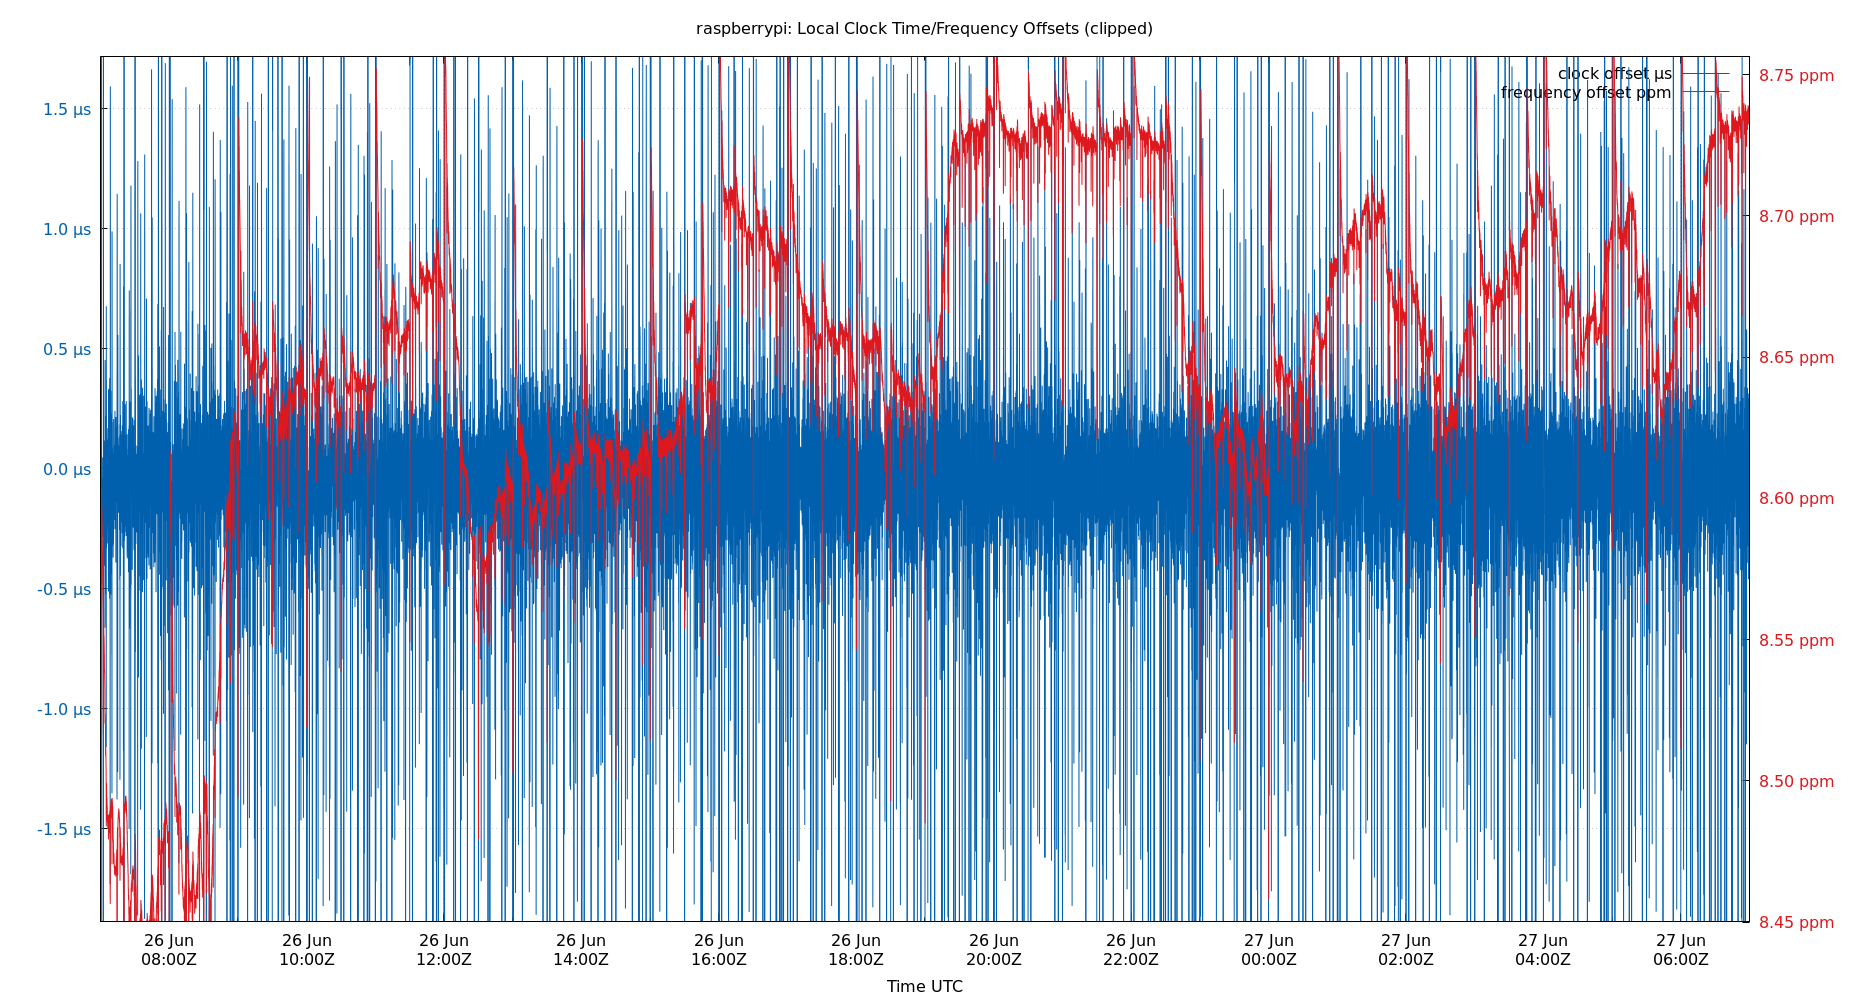 raspberrypi: Local Clock Time/Frequency Offsets (clipped)
clock offset µs
frequency offset ppm
1.5 µs
1.0 µs
0.5 µs
0.0 µs
-0.5 µs
-1.0 µs
-1.5 µs
8.75 ppm
8.70 ppm
8.65 ppm
8.60 ppm
8.55 ppm
8.50 ppm
8.45 ppm
26 Jun 26 Jun 26 Jun 26 Jun 26 Jun 26 Jun 26 Jun 26 Jun 27 Jun 27 Jun 27 Jun 27 Jun
08:00Z 10:00Z 12:00Z 14:00Z 16:00Z 18:00Z 20:00Z 22:00Z 00:00Z 02:00Z 04:00Z 06:00Z
Time UTC